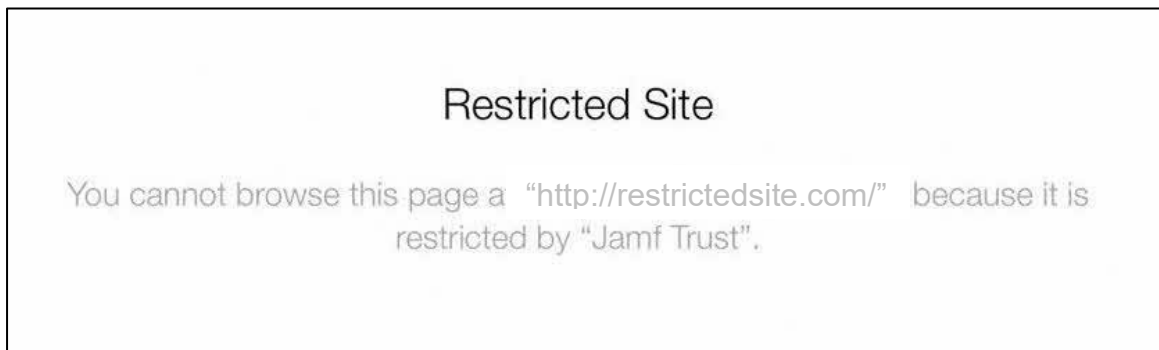 Restricted Site
You cannot browse this page a “http://restrictedsite.com/” because it is
restricted by “Jamf Trust”.